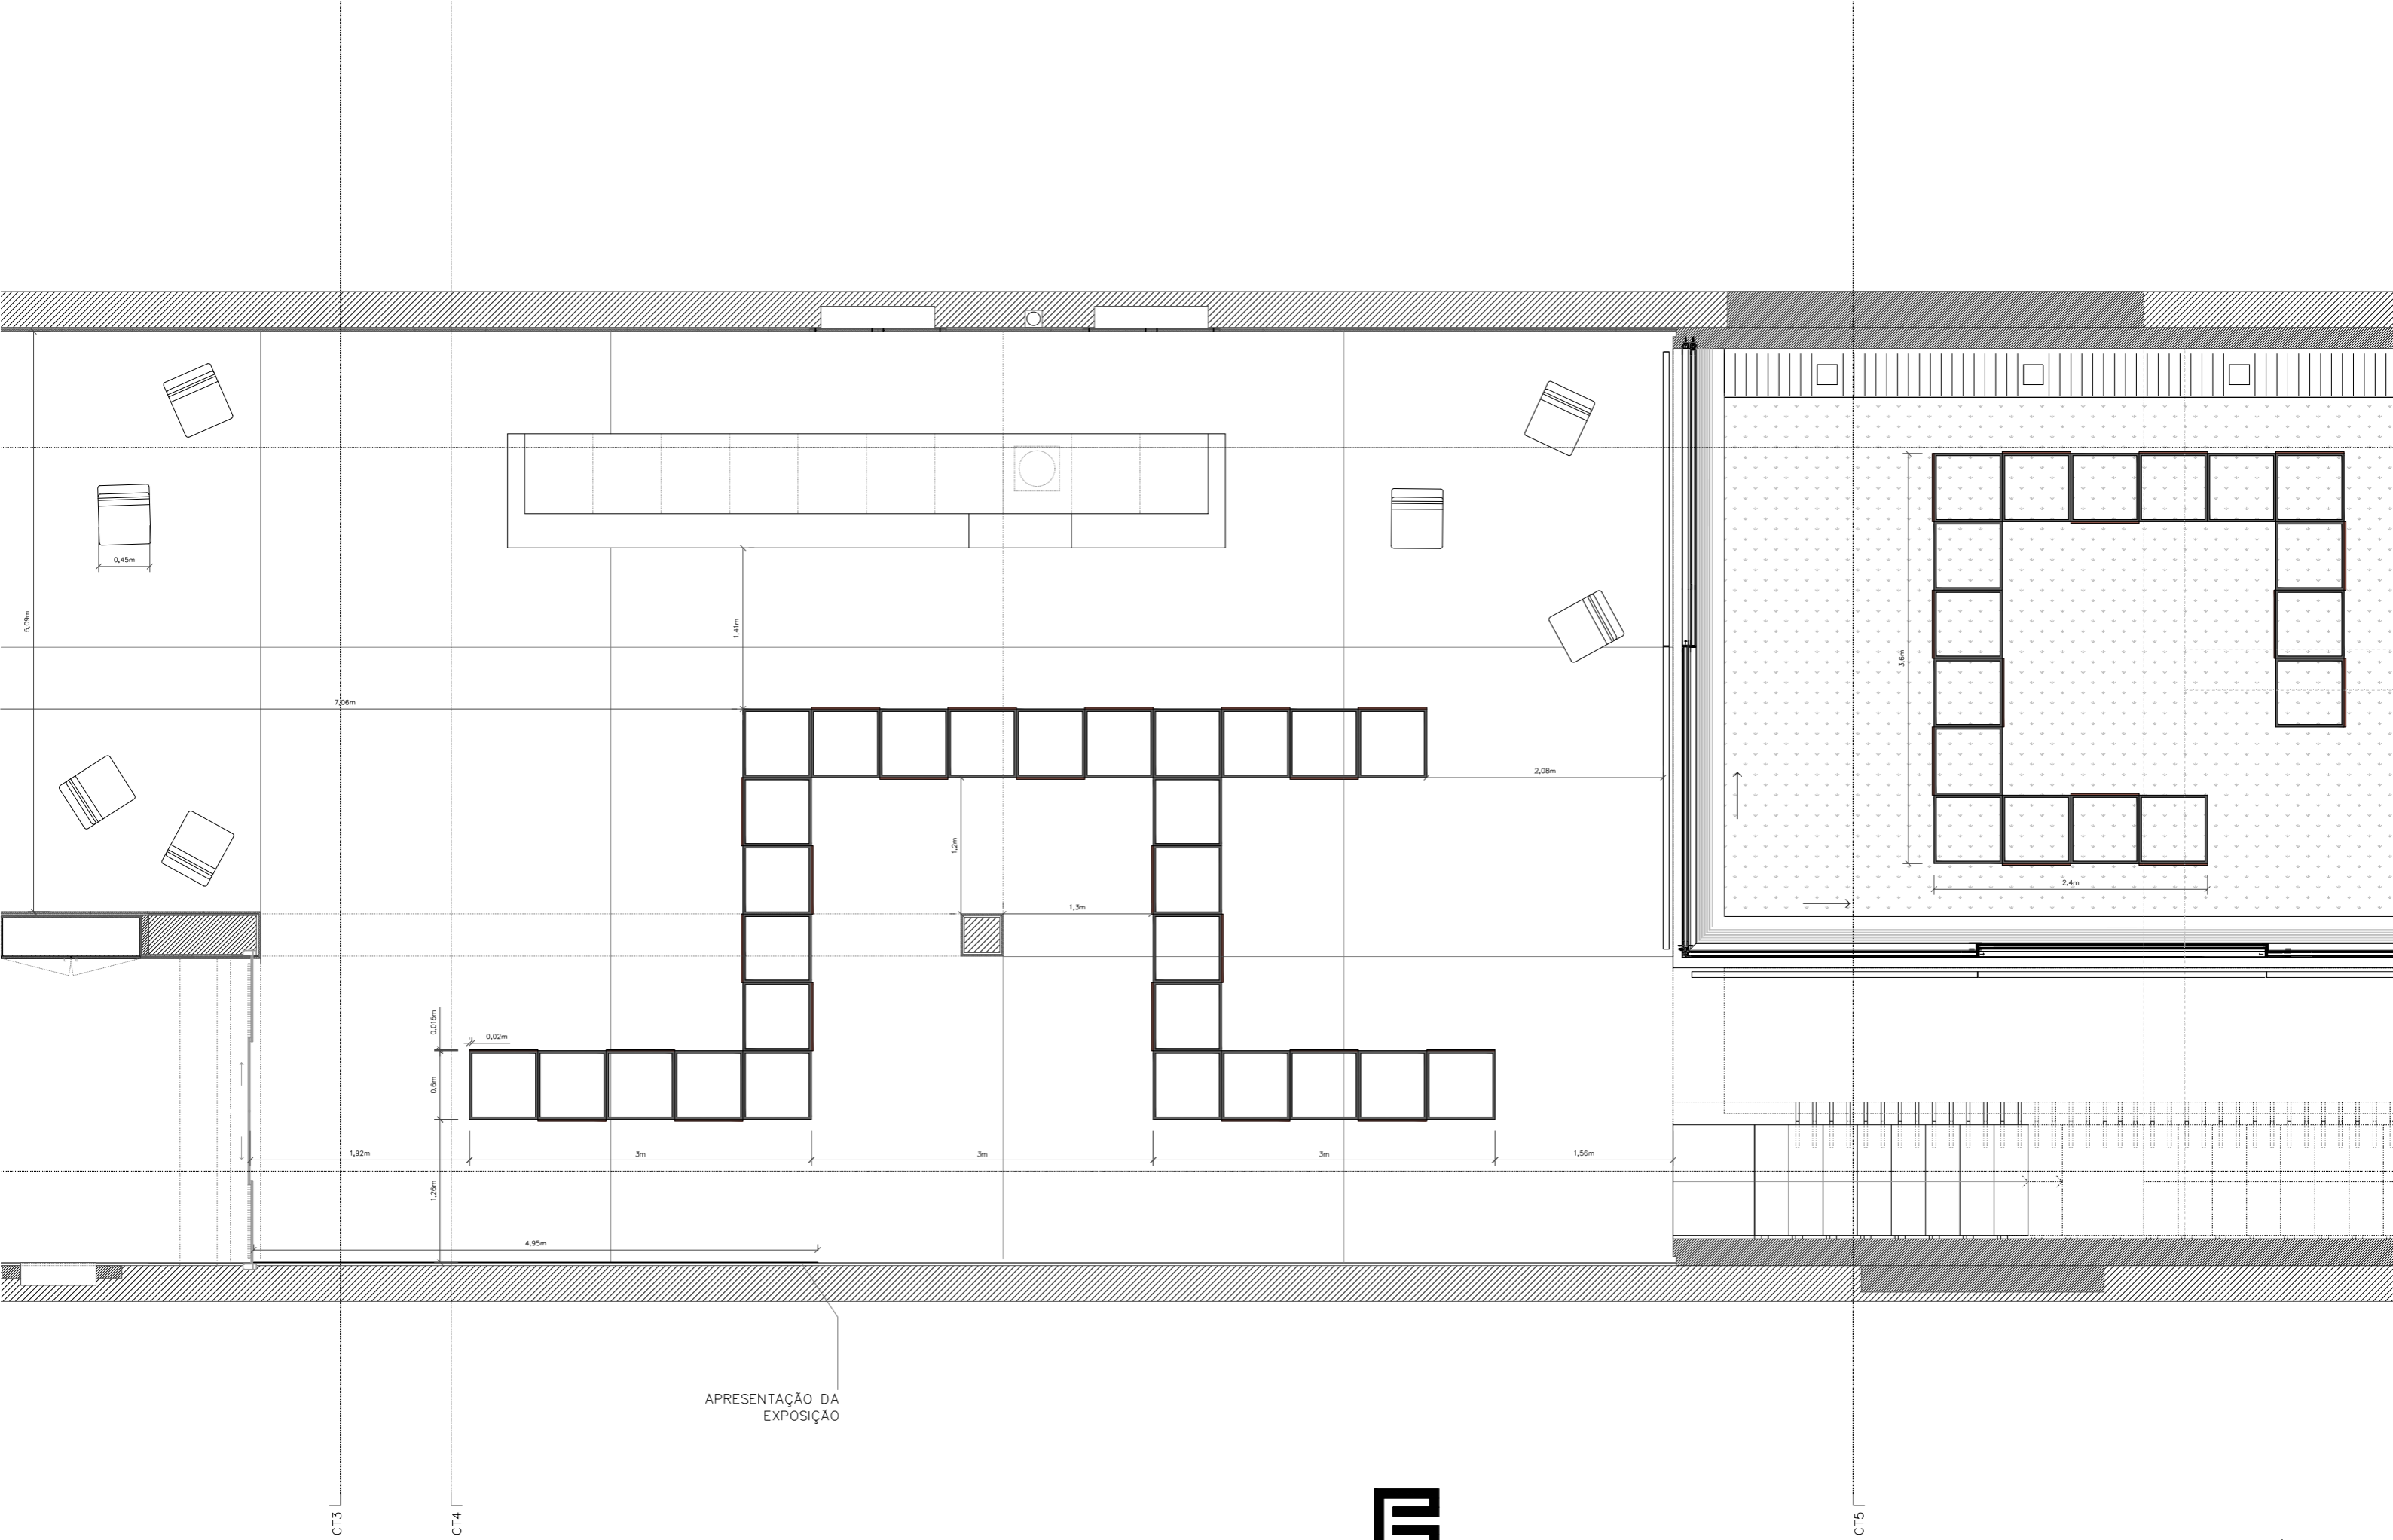 0,45m
5,09m
1,41m
7,06m
3,6m
2,08m
1,2m
2,4m
1,3m
0,015m
0,02m
0,6m
1,92m
3m
3m
3m
1,56m
1,26m
4,95m
APRESENTAÇÃO DA
EXPOSIÇÃO
CT3
CT4
CT5